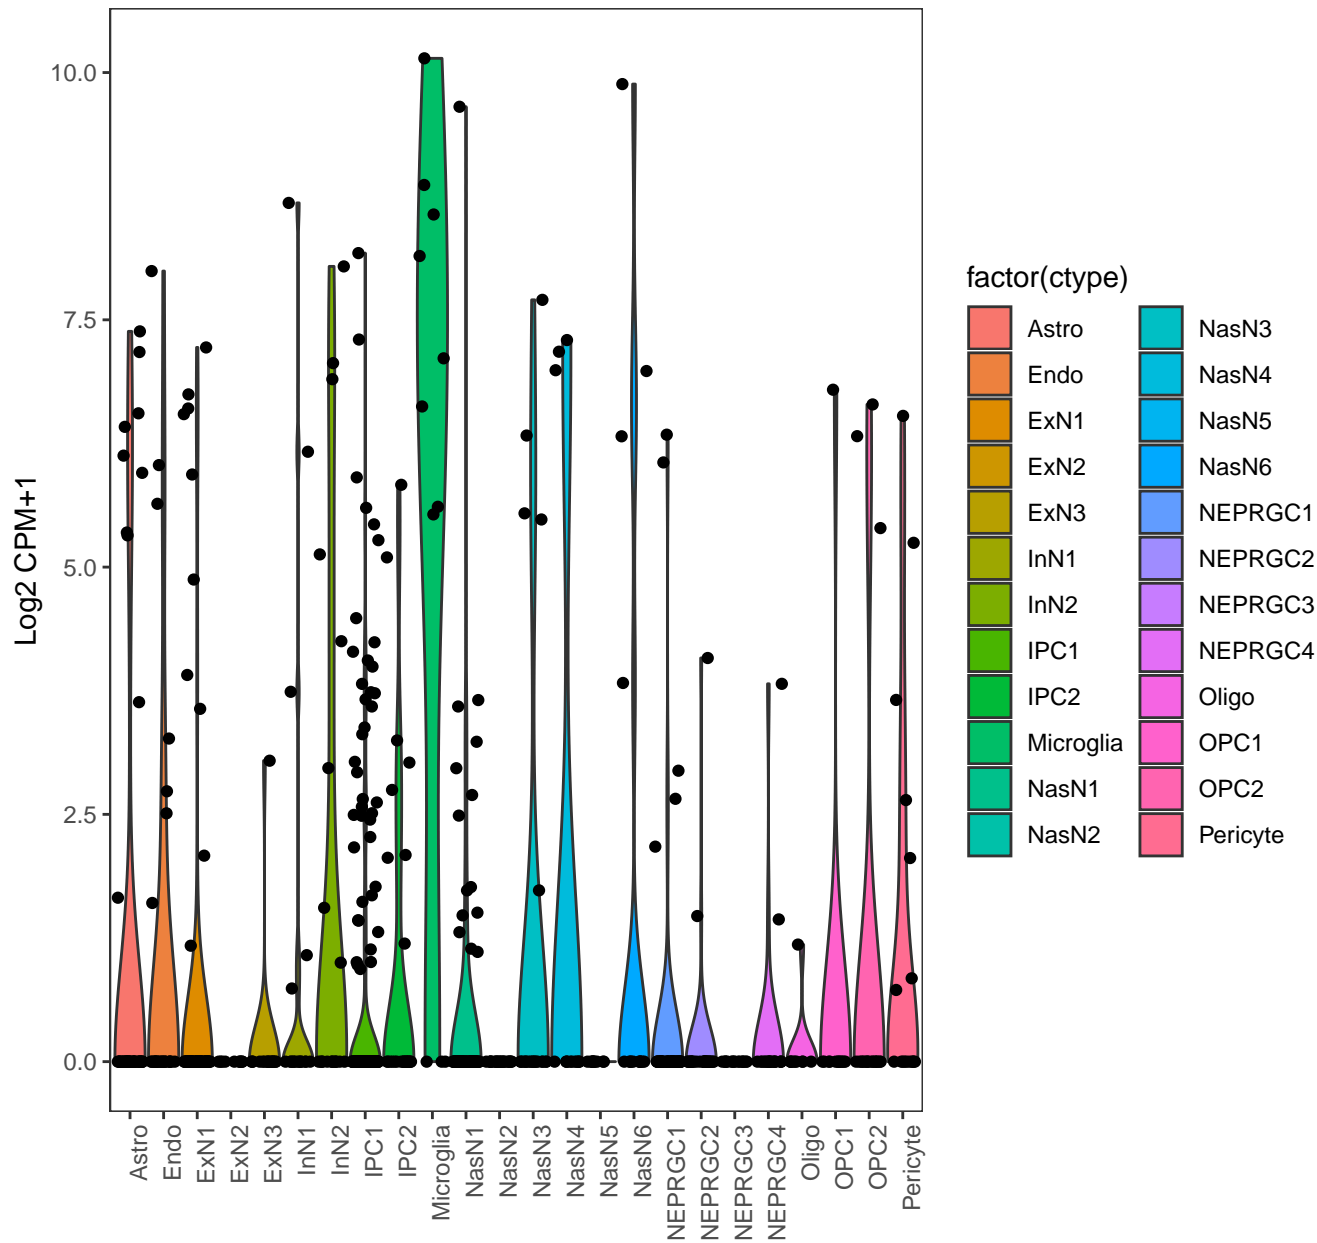 10.0
7.5
5.0
2.5
0.0
Log2 CPM+1
Astro
Endo
ExN1
ExN2
ExN3
InN1
InN2
IPC1
IPC2
Microglia
NasN1
NasN2
NasN3
NasN4
NasN5
NasN6
NEPRGC1
NEPRGC2
NEPRGC3
NEPRGC4
Oligo
OPC1
OPC2
Pericyte
factor(ctype)
Astro
Endo
ExN1
ExN2
ExN3
InN1
InN2
IPC1
IPC2
Microglia
NasN1
NasN2
NasN3
NasN4
NasN5
NasN6
NEPRGC1
NEPRGC2
NEPRGC3
NEPRGC4
Oligo
OPC1
OPC2
Pericyte